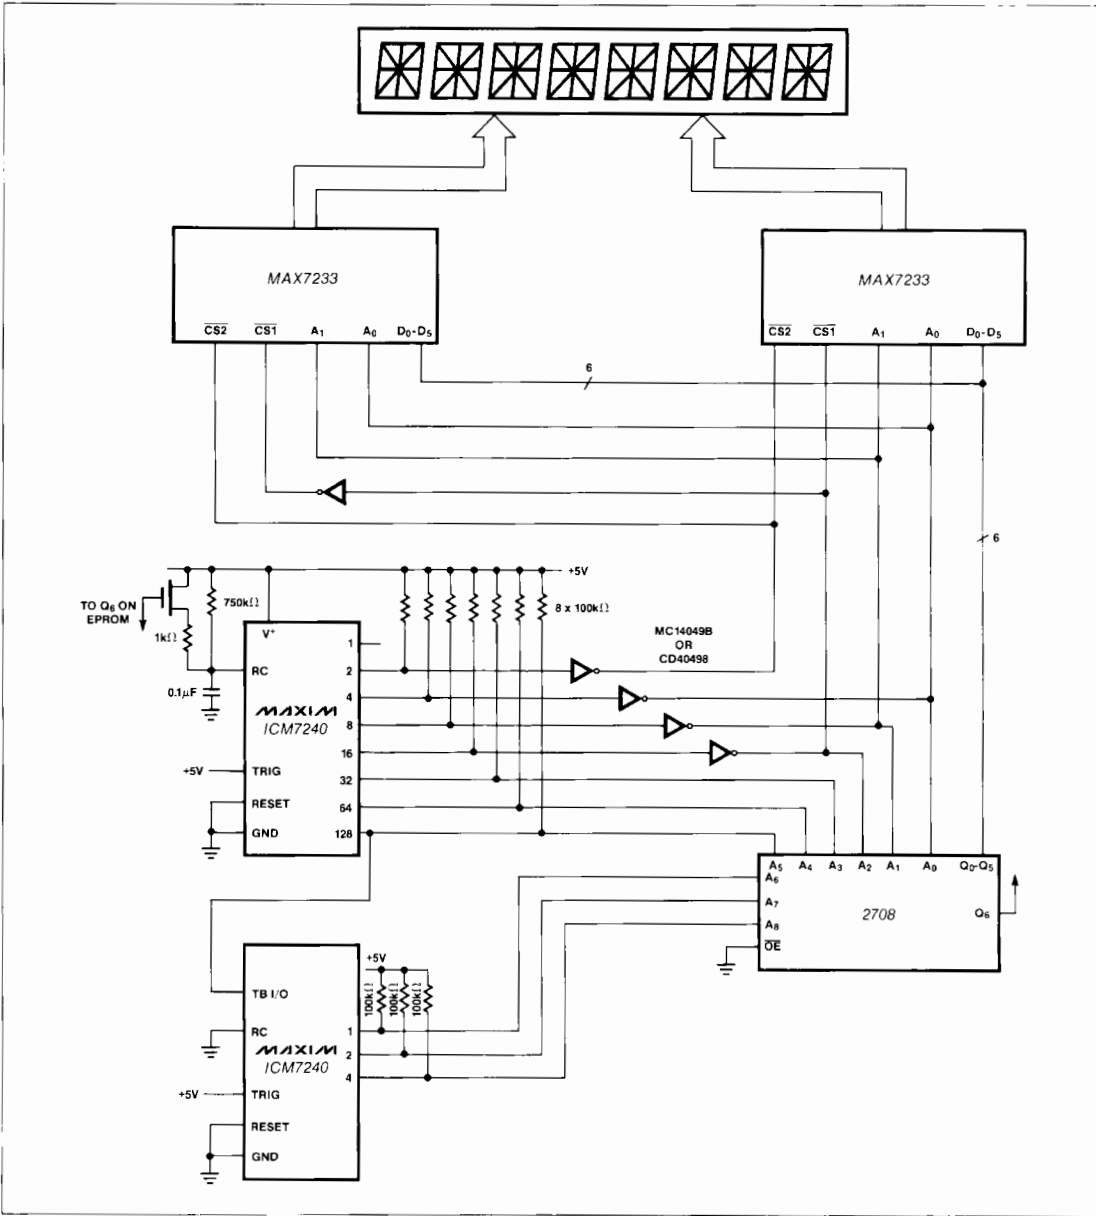 MAX7233
CS2 CS1 A1 A0 D0-D5
MAX7233
CS2 CS1 A1 A0 D0-D5
6
6
+5V
TO Q6 ON
EPROM
750kΩ
1kΩ
0.1µF
8 x 100kΩ
MC14049B
OR
CD40498
V+
RC
MAXIM
ICM7240
+5V
TRIG
RESET
GND
1
2
4
8
16
32
64
128
A5 A4 A3 A2 A1 A0 Q0-Q5
A6
A7
A8
OE
2708
Q6
+5V
100kΩ
100kΩ
100kΩ
TB I/O
RC
MAXIM
ICM7240
+5V
TRIG
RESET
GND
1
2
4